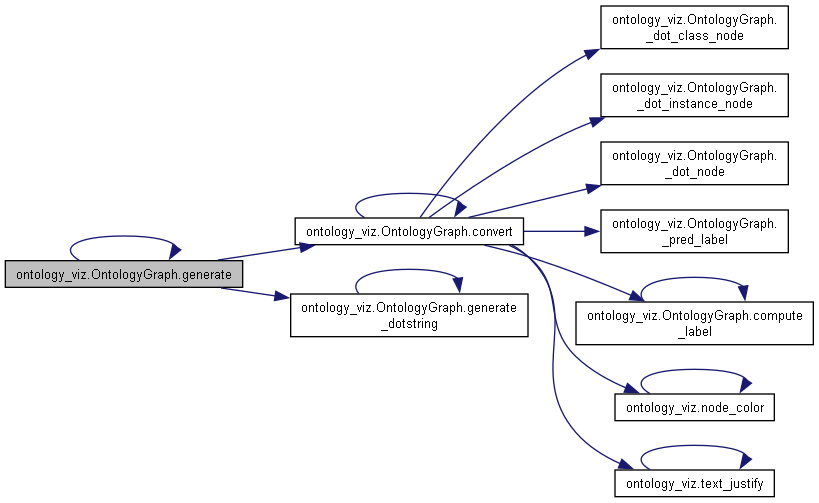 ontology_viz.OntologyGraph.
_dot_class_node
ontology_viz.OntologyGraph.
_dot_instance_node
ontology_viz.OntologyGraph.
_dot_node
ontology_viz.OntologyGraph.convert
ontology_viz.OntologyGraph.
_pred_label
ontology_viz.OntologyGraph.generate
ontology_viz.OntologyGraph.generate
_dotstring
ontology_viz.OntologyGraph.compute
_label
ontology_viz.node_color
ontology_viz.text_justify